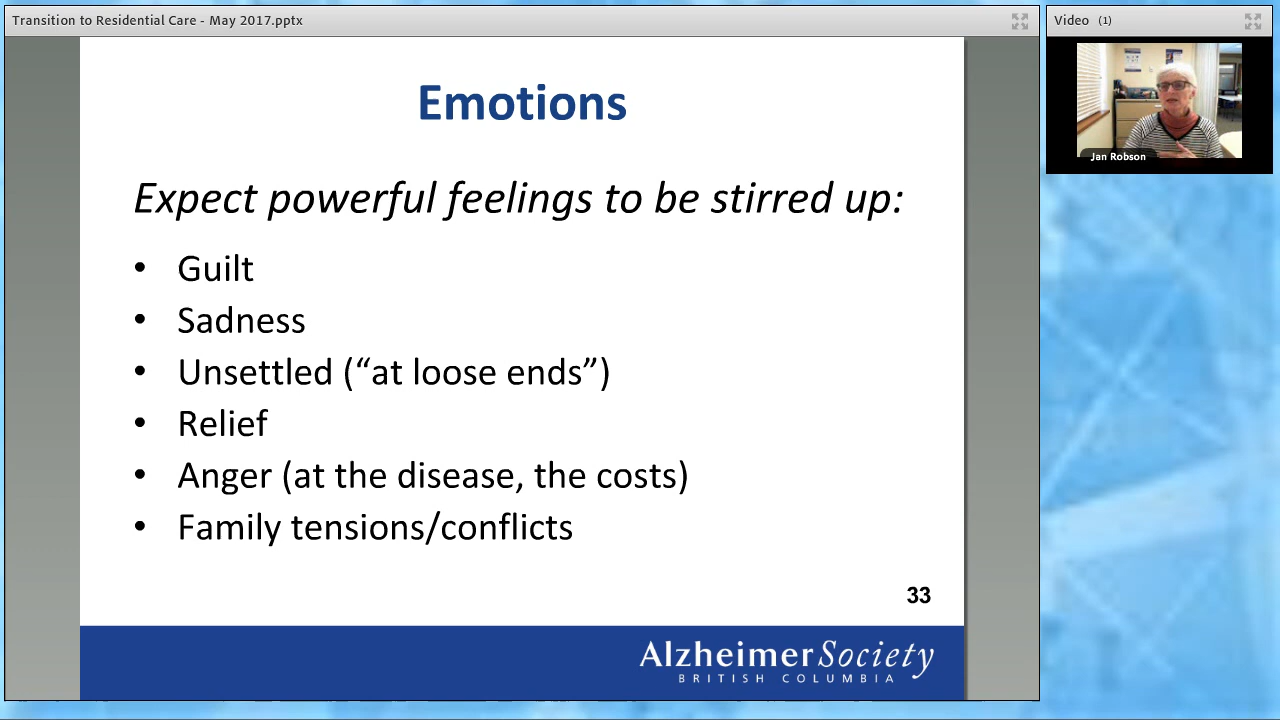 Transition to Residential Care - May 2017.pptx
Video (1)
Jan Robson
Emotions
Expect powerful feelings to be stirred up:
• Guilt
• Sadness
• Unsettled (“at loose ends”)
• Relief
• Anger (at the disease, the costs)
• Family tensions/conflicts
33
AlzheimerSociety
BRITISH COLUMBIA